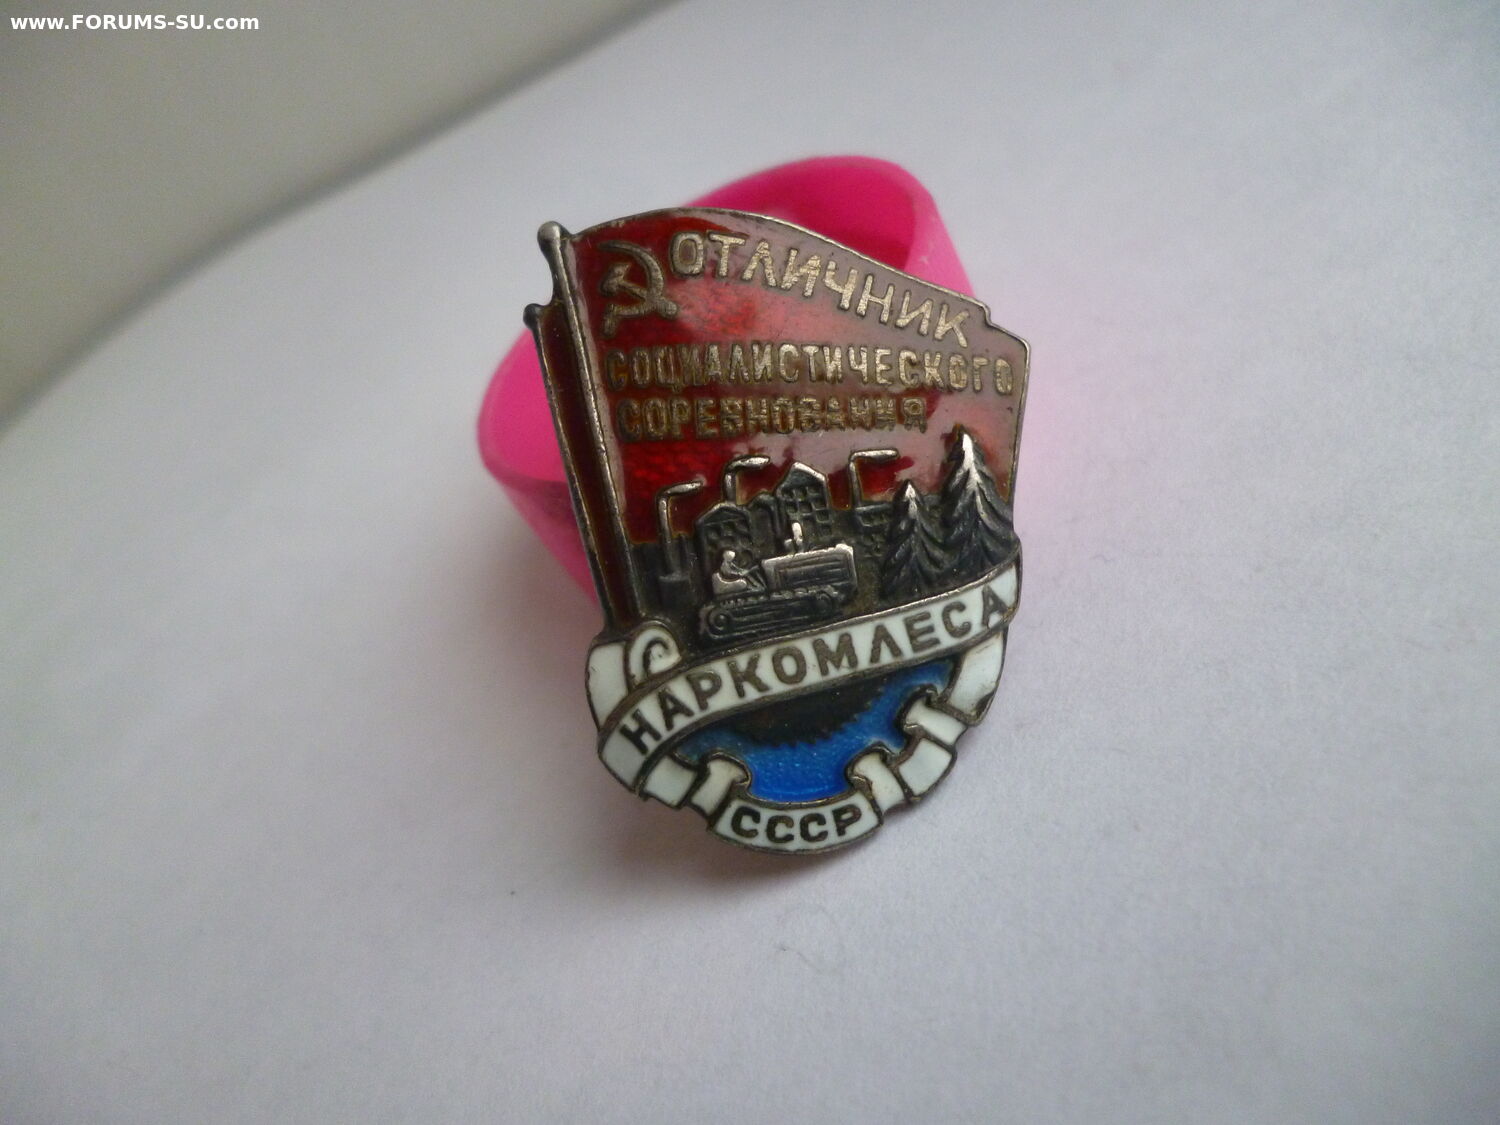 www.FORUMS-SU.com
ОТЛИЧНИК
СОЦИАЛИСТИЧЕСКОГО
СОРЕВНОВАНИЯ
НАРКОМЛЕСА
СССР